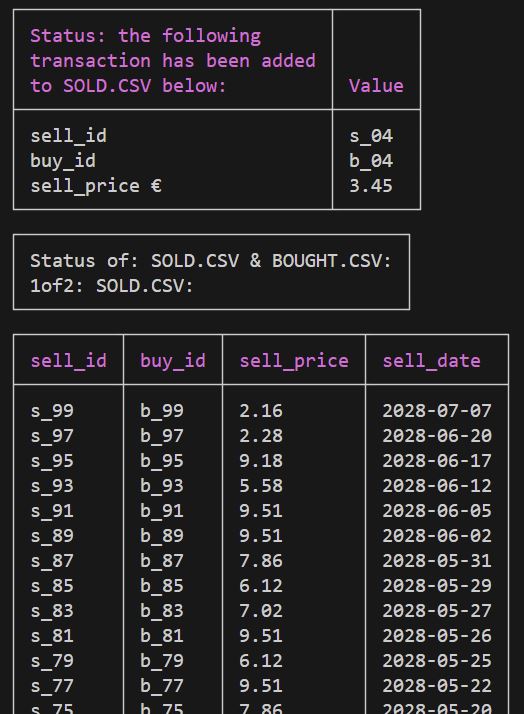 Status: the following
transaction has been added
to SOLD.CSV below: Value
sell_id s_04
buy_id b_04
sell_price € 3.45
Status of: SOLD.CSV & BOUGHT.CSV:
1of2: SOLD.CSV:
sell_id buy_id sell_price sell_date
s_99 b_99 2.16 2028-07-07
s_97 b_97 2.28 2028-06-20
s_95 b_95 9.18 2028-06-17
s_93 b_93 5.58 2028-06-12
s_91 b_91 9.51 2028-06-05
s_89 b_89 9.51 2028-06-02
s_87 b_87 7.86 2028-05-31
s_85 b_85 6.12 2028-05-29
s_83 b_83 7.02 2028-05-27
s_81 b_81 9.51 2028-05-26
s_79 b_79 6.12 2028-05-25
s_77 b_77 9.51 2028-05-22
s_75 b_75 7.86 2028-05-20